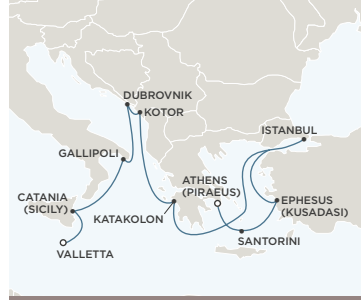 DUBROVNIK
KOTOR
ISTANBUL
GALLIPOLI
ATHENS
(PIRAEUS)
CATANIA
(SICILY)
EPHESUS
(KUSADASI)
KATAKOLON
SANTORINI
VALLETTA